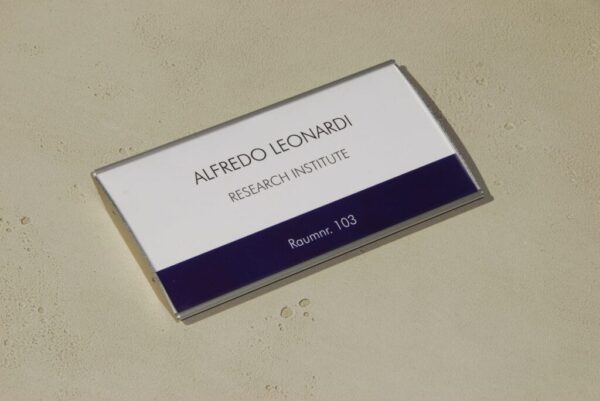 ALFREDO LEONARDI
RESEARCH INSTITUTE
Raumnr. 103